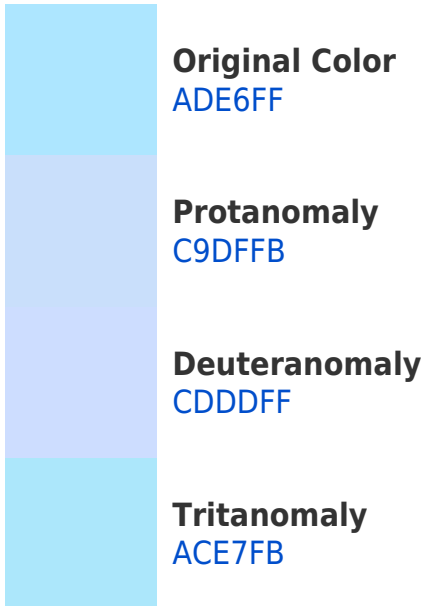 Original Color
ADE6FF
Protanomaly
C9DFFB
Deuteranomaly
CDDDFF
Tritanomaly
ACE7FB